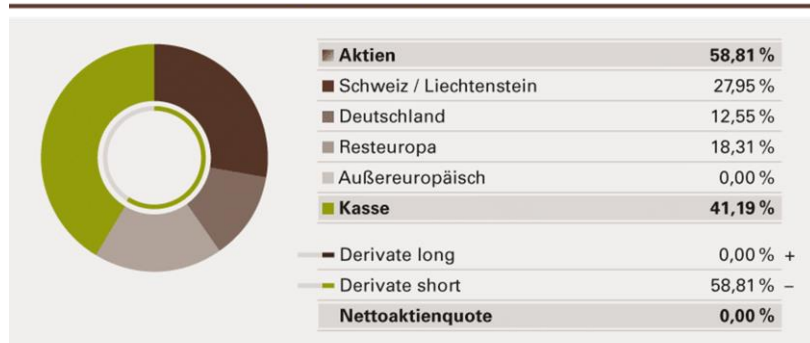 Aktien 58,81 %
Schweiz / Liechtenstein 27,95 %
Deutschland 12,55 %
Resteuropa 18,31 %
Außereuropäisch 0,00 %
Kasse 41,19 %
Derivate long 0,00 % +
Derivate short 58,81 % –
Nettoaktienquote 0,00 %